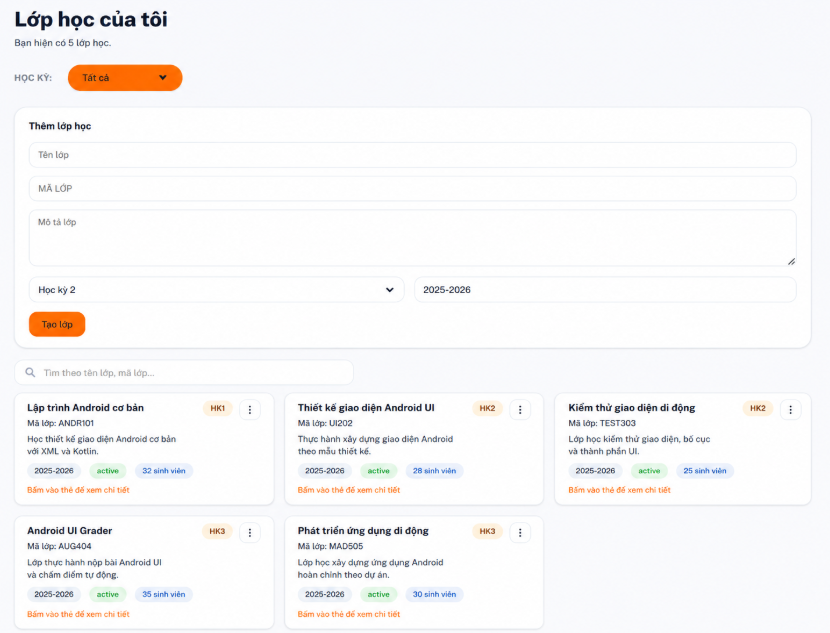 Lớp học của tôi
Bạn hiện có 5 lớp học.
HỌC KỲ:
Tất cả
Thêm lớp học
Tên lớp
MÃ LỚP
Mô tả lớp
Học kỳ 2
2025-2026
Tạo lớp
Tìm theo tên lớp, mã lớp...
Lập trình Android cơ bản
HK1
Mã lớp: ANDR101
Học thiết kế giao diện Android cơ bản
với XML và Kotlin.
2025-2026 active 32 sinh viên
Bấm vào thẻ để xem chi tiết
Thiết kế giao diện Android UI
HK2
Mã lớp: UI202
Thực hành xây dựng giao diện Android
theo mẫu thiết kế.
2025-2026 active 28 sinh viên
Bấm vào thẻ để xem chi tiết
Kiểm thử giao diện di động
HK2
Mã lớp: TEST303
Lớp học kiểm thử giao diện, bố cục
và thành phần UI.
2025-2026 active 25 sinh viên
Bấm vào thẻ để xem chi tiết
Android UI Grader
HK3
Mã lớp: AUG404
Lớp thực hành nộp bài Android UI
và chấm điểm tự động.
2025-2026 active 35 sinh viên
Bấm vào thẻ để xem chi tiết
Phát triển ứng dụng di động
HK3
Mã lớp: MAD505
Lớp học xây dựng ứng dụng Android
hoàn chỉnh theo dự án.
2025-2026 active 30 sinh viên
Bấm vào thẻ để xem chi tiết